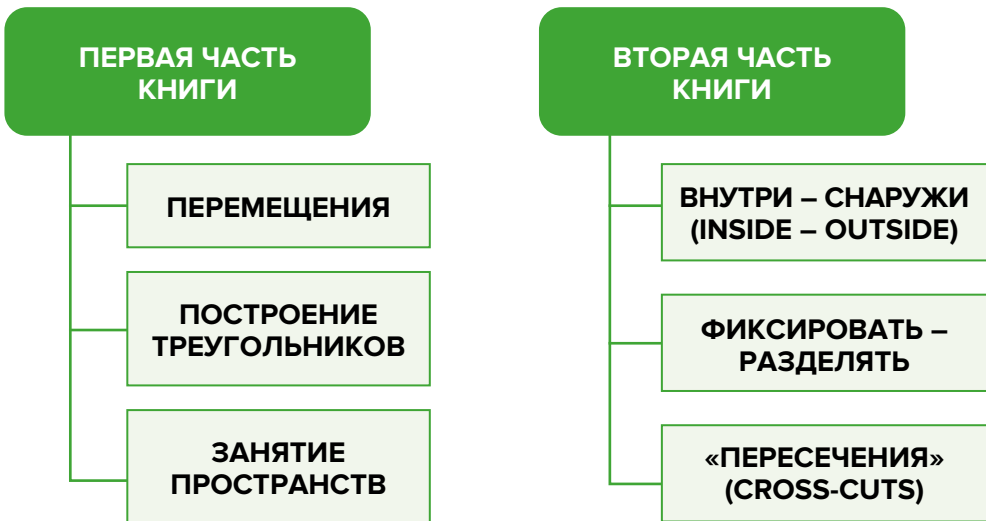 ПЕРВАЯ ЧАСТЬ
КНИГИ
ПЕРЕМЕЩЕНИЯ
ПОСТРОЕНИЕ
ТРЕУГОЛЬНИКОВ
ЗАНЯТИЕ
ПРОСТРАНСТВ
ВТОРАЯ ЧАСТЬ
КНИГИ
ВНУТРИ – СНАРУЖИ
(INSIDE – OUTSIDE)
ФИКСИРОВАТЬ –
РАЗДЕЛЯТЬ
«ПЕРЕСЕЧЕНИЯ»
(CROSS-CUTS)